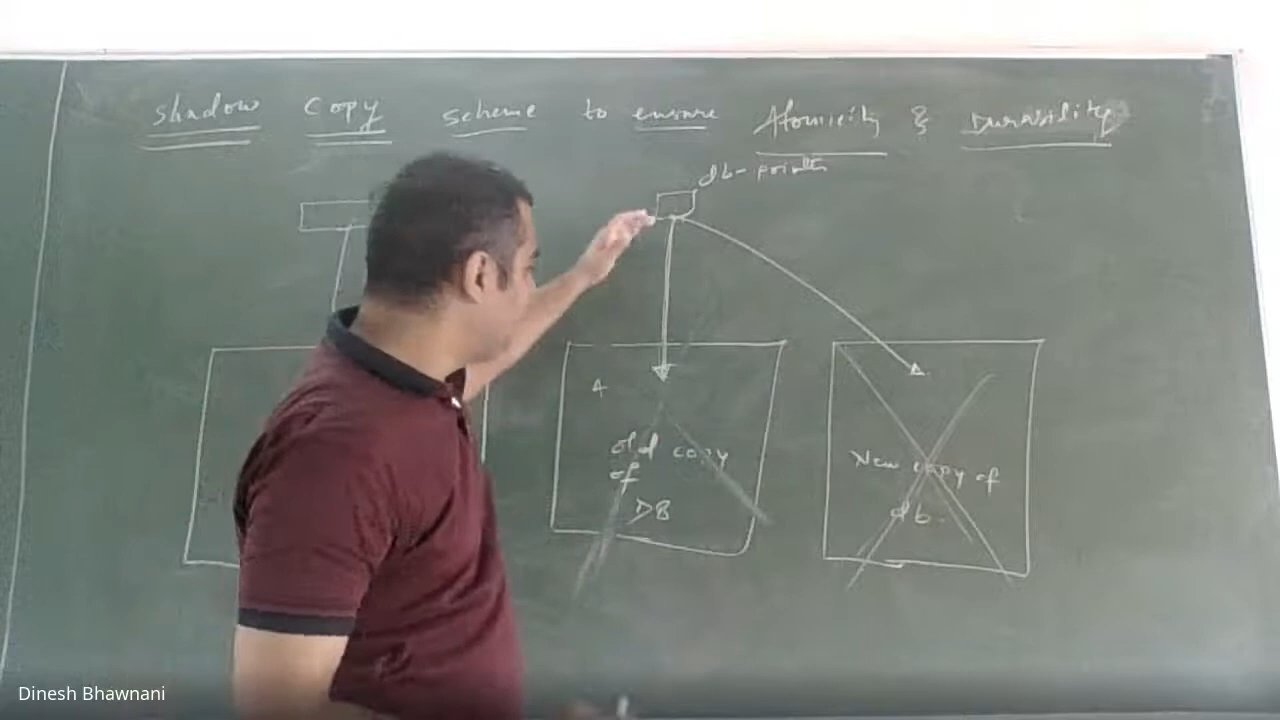 Shadow Copy Scheme to ensure Atomicity & Durability
db-pointer
A
old copy
of
DB
New copy of
db.
Dinesh Bhawnani